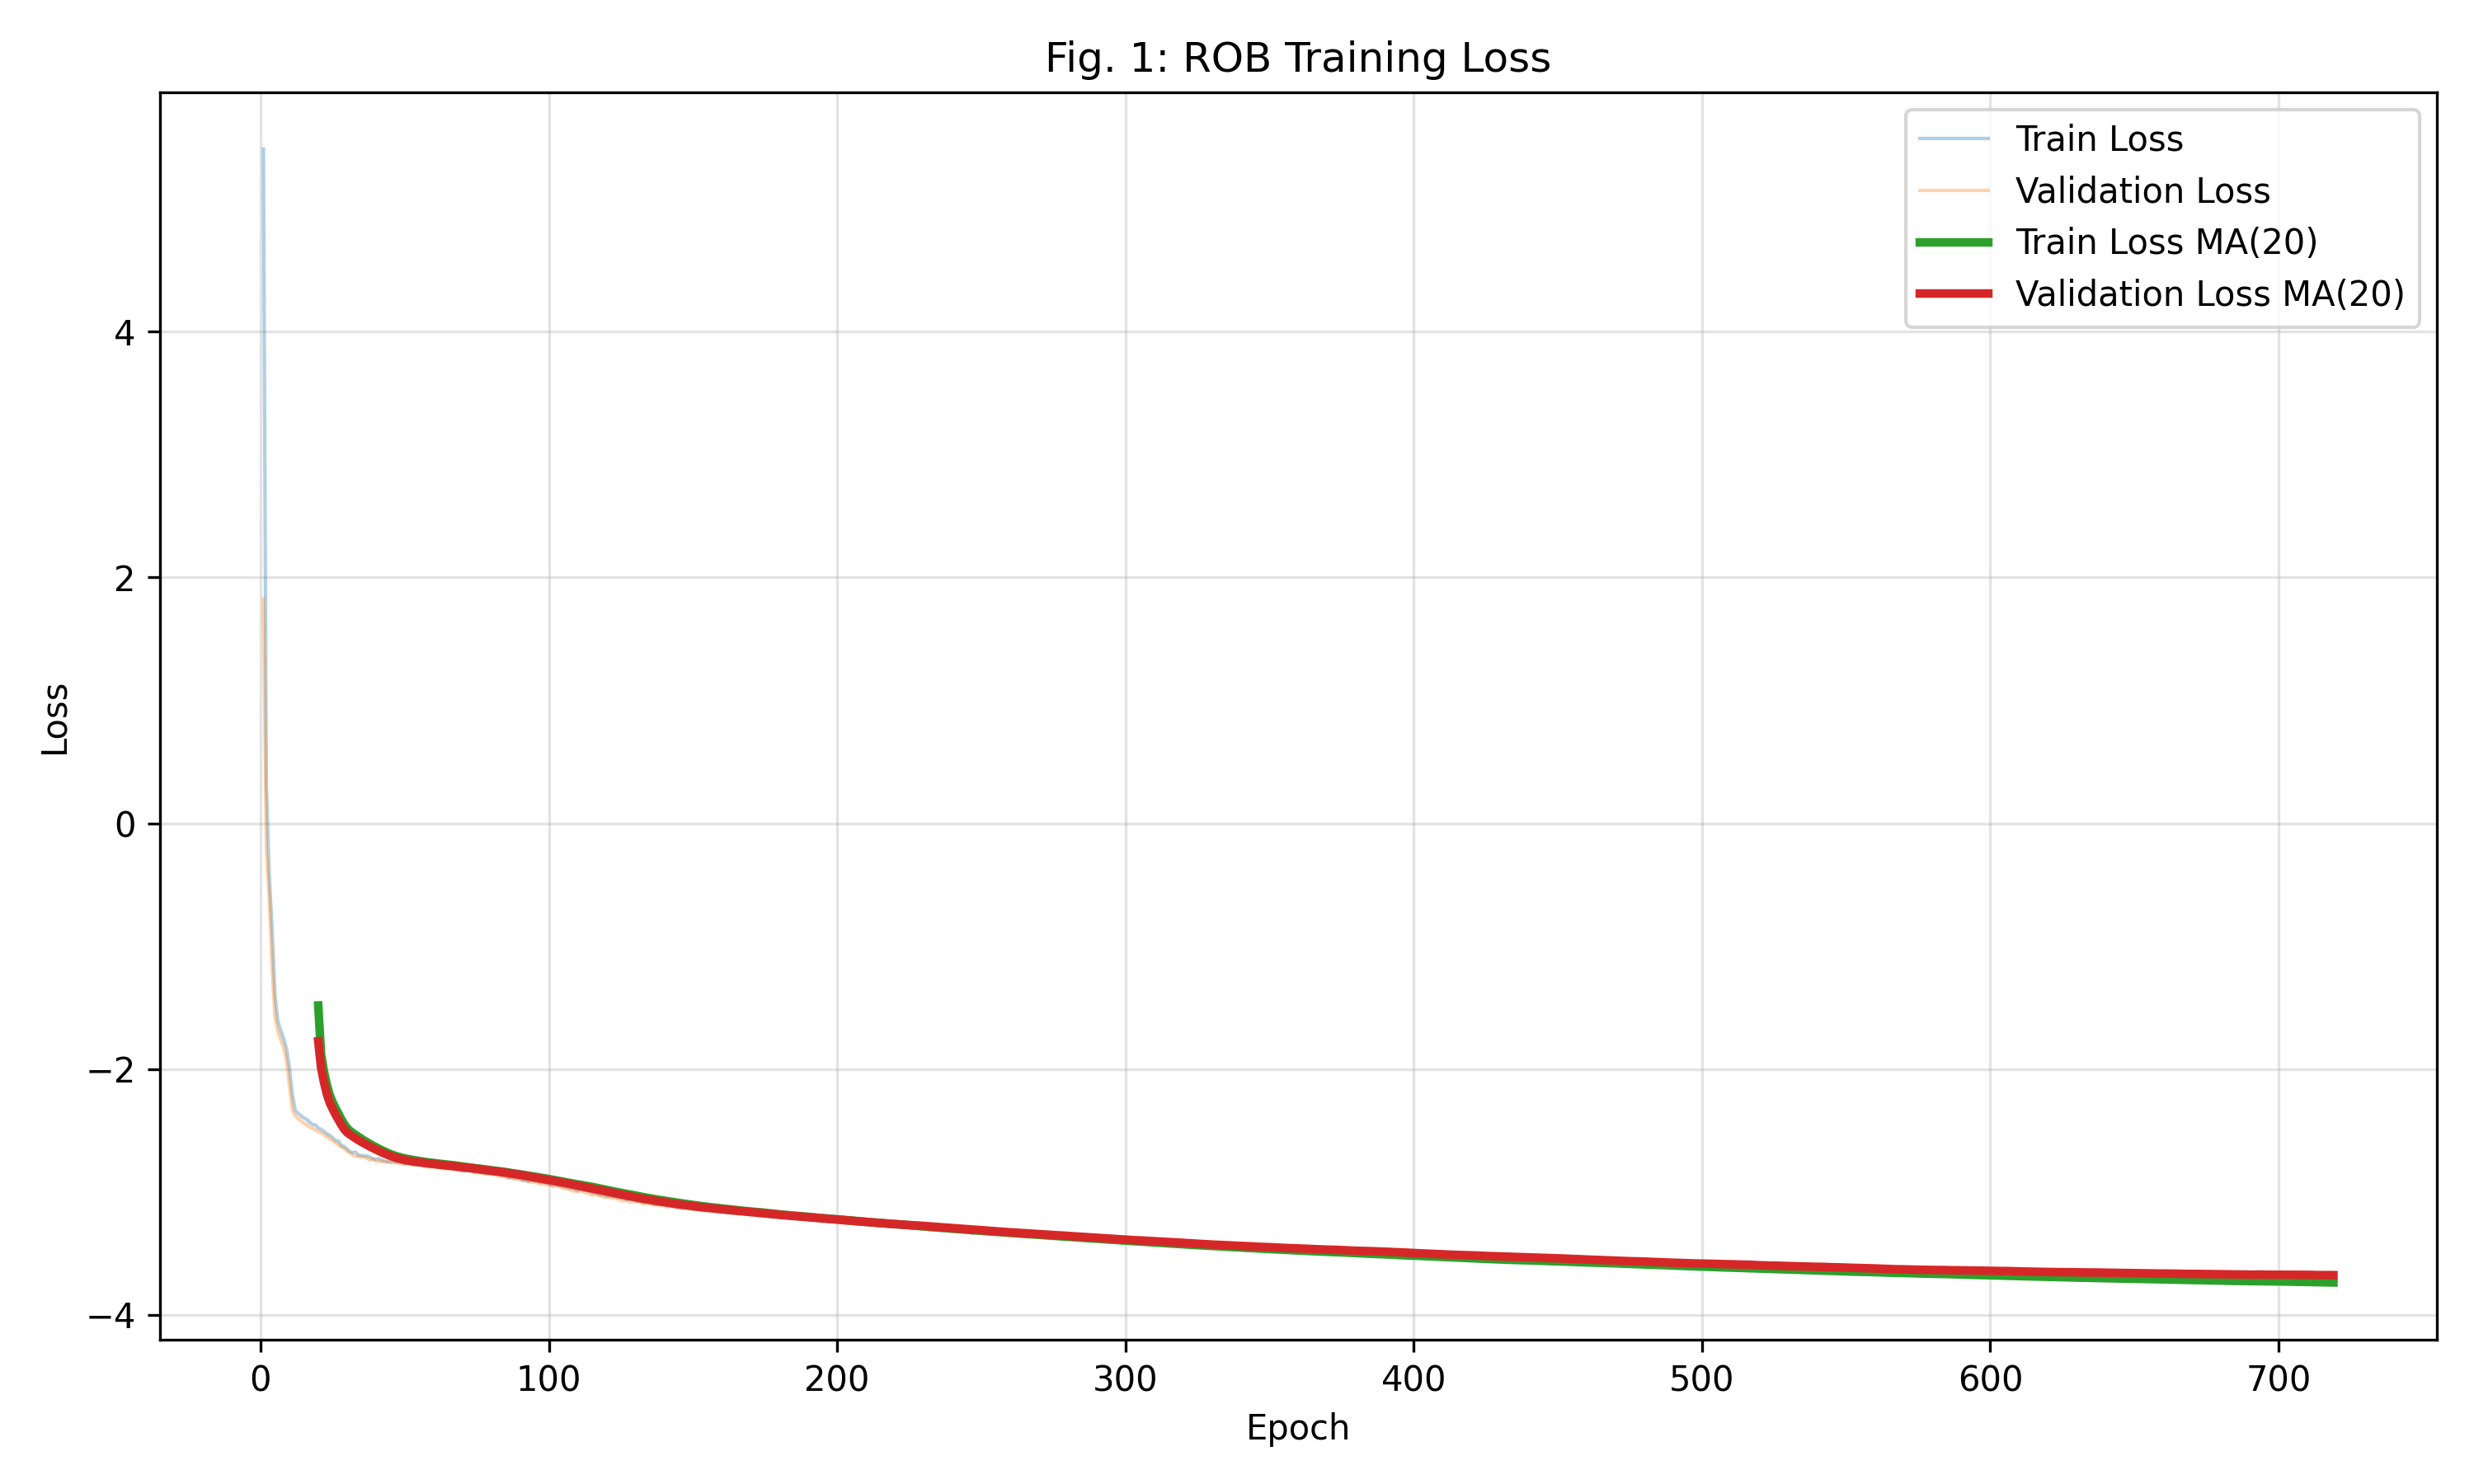 Fig. 1: ROB Training Loss
Train Loss
Validation Loss
Train Loss MA(20)
Validation Loss MA(20)
4
2
0
−2
−4
Loss
0 100 200 300 400 500 600 700
Epoch